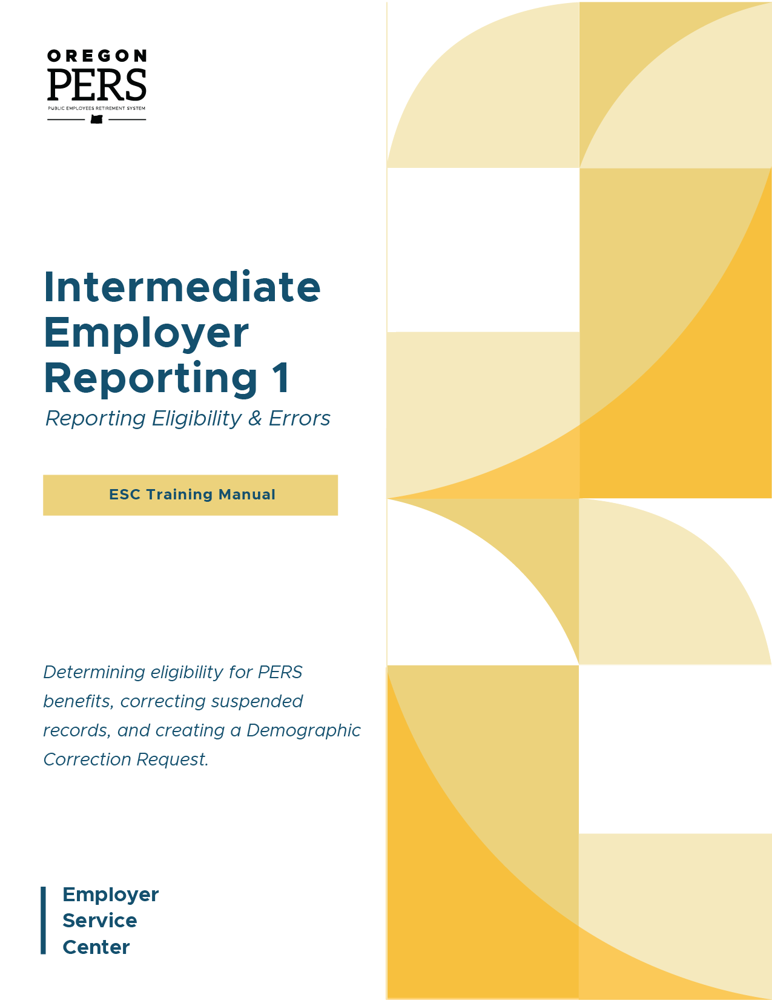 OREGON
PERS
PUBLIC EMPLOYEES RETIREMENT SYSTEM
Intermediate
Employer
Reporting 1
Reporting Eligibility & Errors
ESC Training Manual
Determining eligibility for PERS
benefits, correcting suspended
records, and creating a Demographic
Correction Request.
Employer
Service
Center